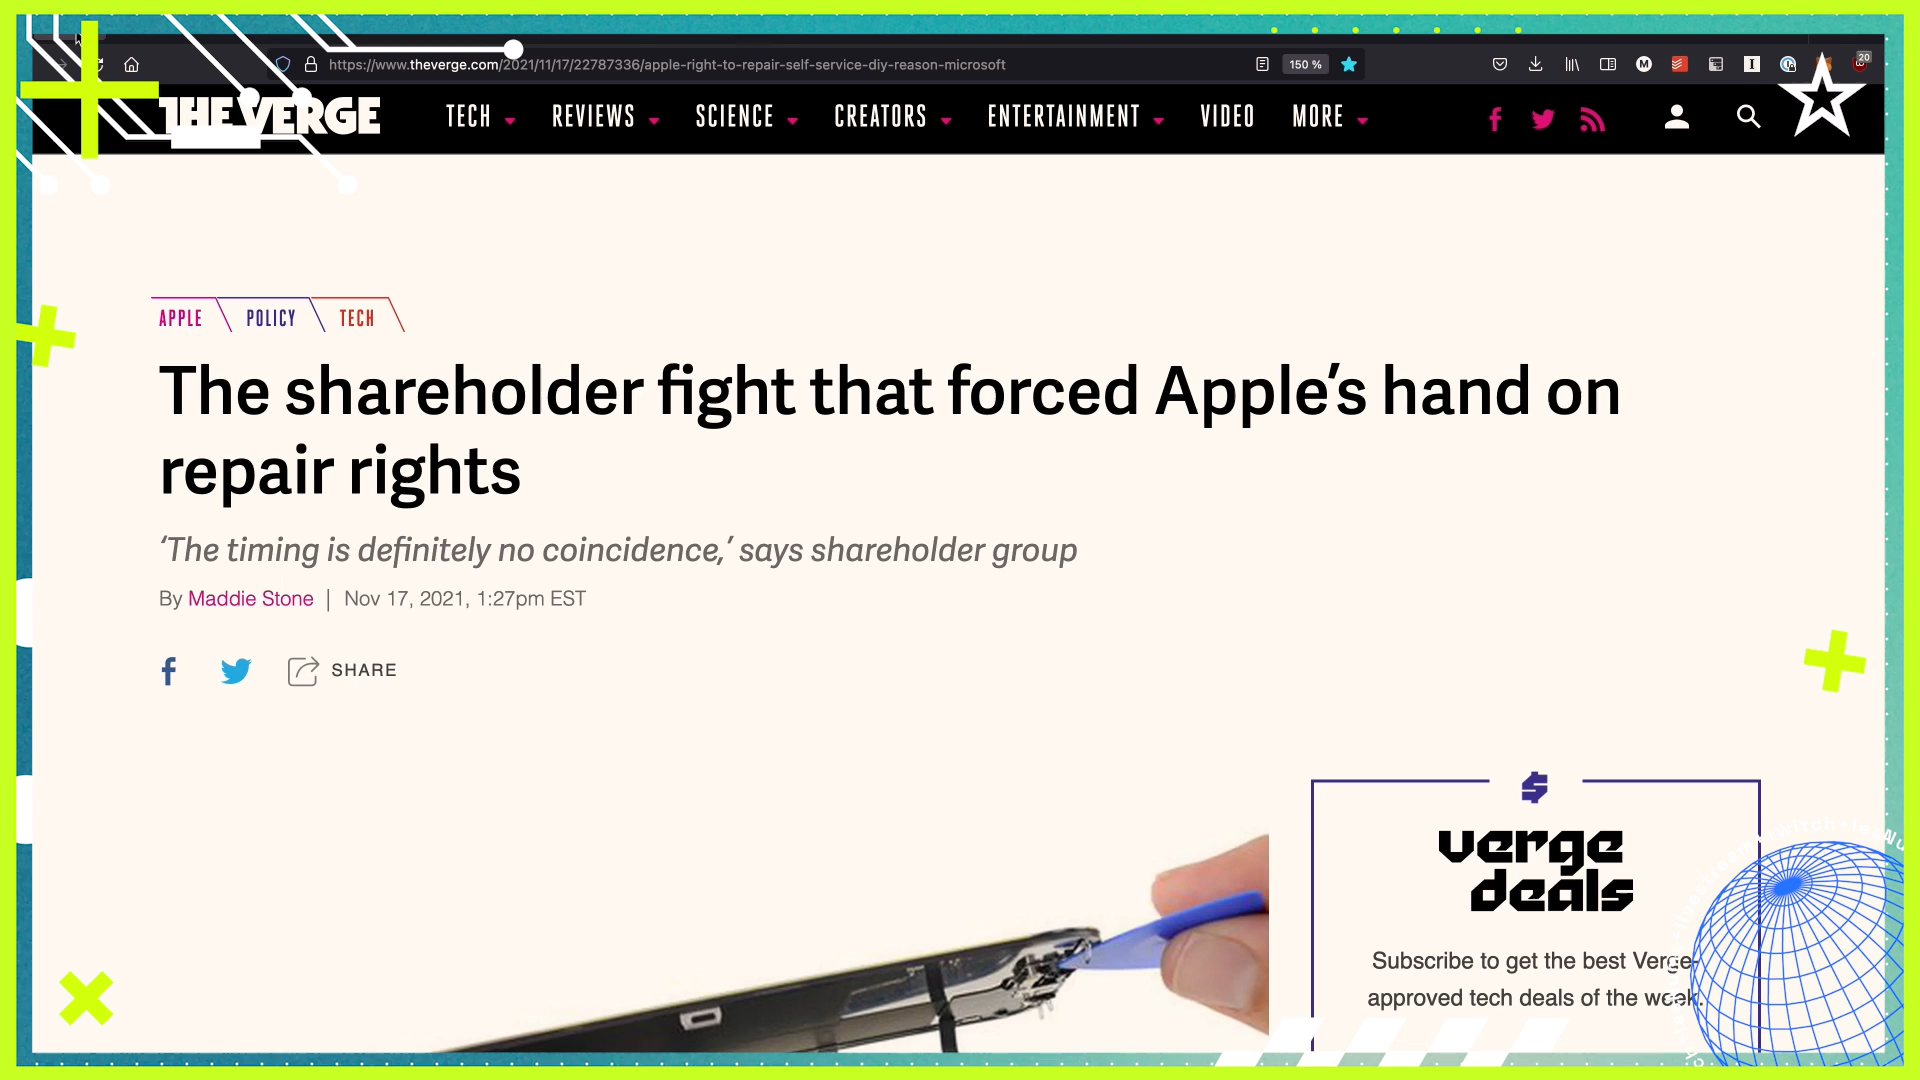 https://www.theverge.com/2021/11/17/22787336/apple-right-to-repair-self-service-diy-reason-microsoft
150 %
M
I
20
THE VERGE
TECH
REVIEWS
SCIENCE
CREATORS
ENTERTAINMENT
VIDEO
MORE
APPLE
POLICY
TECH
The shareholder fight that forced Apple’s hand on
repair rights
‘The timing is definitely no coincidence,’ says shareholder group
By Maddie Stone | Nov 17, 2021, 1:27pm EST
SHARE
verge
deals
Subscribe to get the best Verge-
approved tech deals of the week.